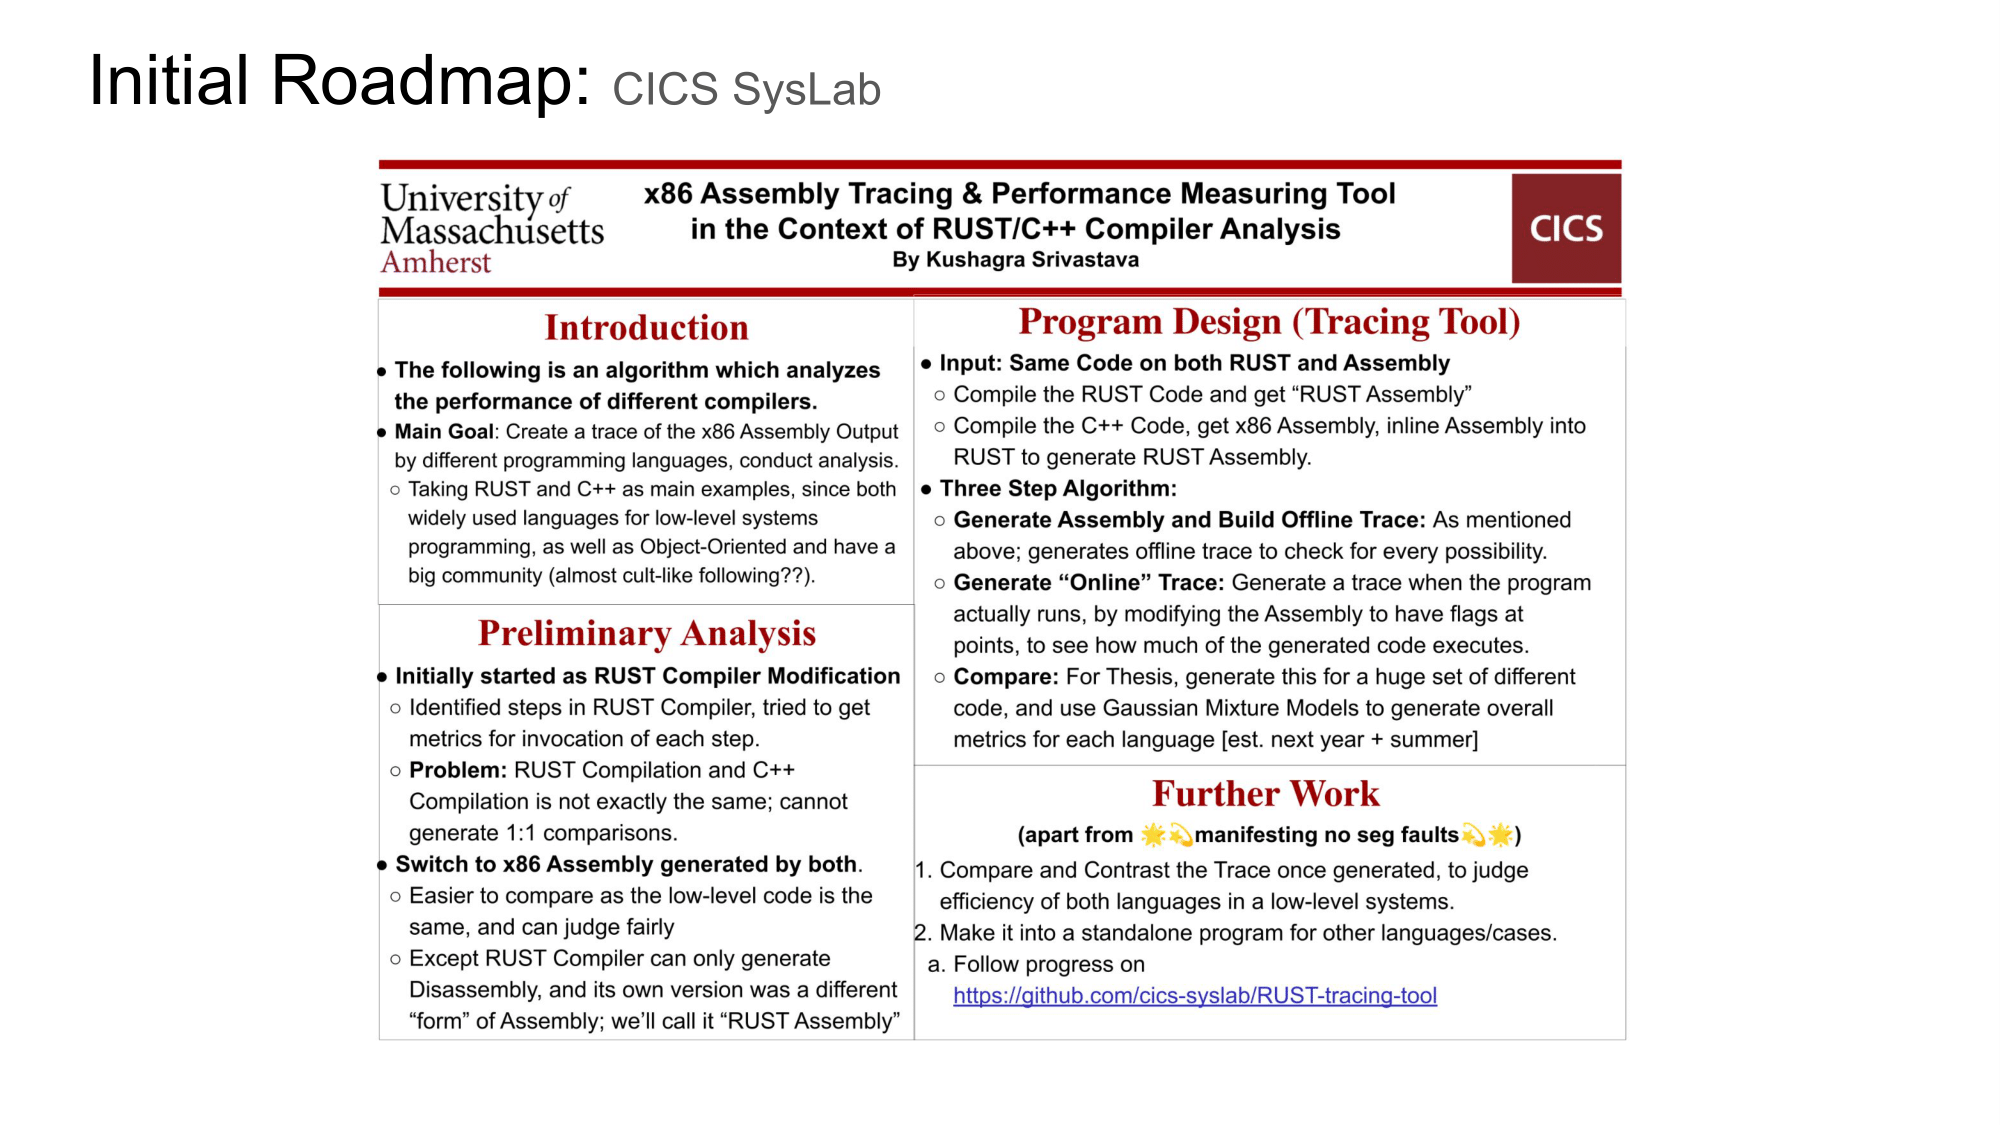 Initial Roadmap: CICS SysLab
University of
Massachusetts
Amherst
x86 Assembly Tracing & Performance Measuring Tool
in the Context of RUST/C++ Compiler Analysis
By Kushagra Srivastava
CICS
Introduction
● The following is an algorithm which analyzes
the performance of different compilers.
● Main Goal: Create a trace of the x86 Assembly Output
by different programming languages, conduct analysis.
○ Taking RUST and C++ as main examples, since both
widely used languages for low-level systems
programming, as well as Object-Oriented and have a
big community (almost cult-like following??).
Preliminary Analysis
● Initially started as RUST Compiler Modification
○ Identified steps in RUST Compiler, tried to get
metrics for invocation of each step.
○ Problem: RUST Compilation and C++
Compilation is not exactly the same; cannot
generate 1:1 comparisons.
● Switch to x86 Assembly generated by both.
○ Easier to compare as the low-level code is the
same, and can judge fairly
○ Except RUST Compiler can only generate
Disassembly, and its own version was a different
“form” of Assembly; we’ll call it “RUST Assembly”
Program Design (Tracing Tool)
● Input: Same Code on both RUST and Assembly
○ Compile the RUST Code and get “RUST Assembly”
○ Compile the C++ Code, get x86 Assembly, inline Assembly into
RUST to generate RUST Assembly.
● Three Step Algorithm:
○ Generate Assembly and Build Offline Trace: As mentioned
above; generates offline trace to check for every possibility.
○ Generate “Online” Trace: Generate a trace when the program
actually runs, by modifying the Assembly to have flags at
points, to see how much of the generated code executes.
○ Compare: For Thesis, generate this for a huge set of different
code, and use Gaussian Mixture Models to generate overall
metrics for each language [est. next year + summer]
Further Work
(apart from 🌟💫manifesting no seg faults💫🌟)
1. Compare and Contrast the Trace once generated, to judge
efficiency of both languages in a low-level systems.
2. Make it into a standalone program for other languages/cases.
a. Follow progress on
https://github.com/cics-syslab/RUST-tracing-tool